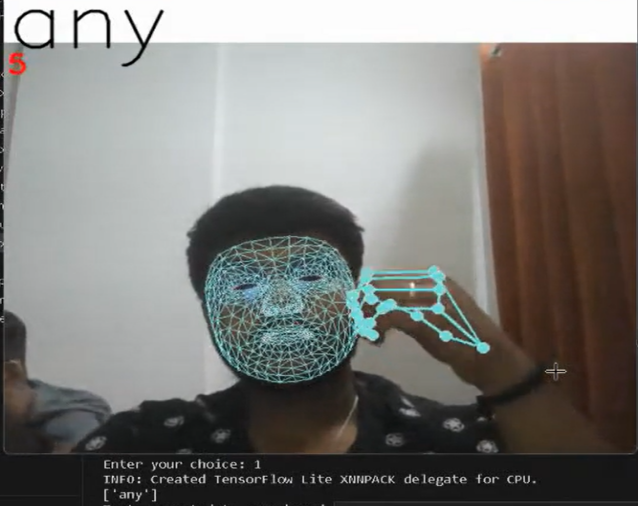 any
5
Enter your choice: 1
INFO: Created TensorFlow Lite XNNPACK delegate for CPU.
['any']